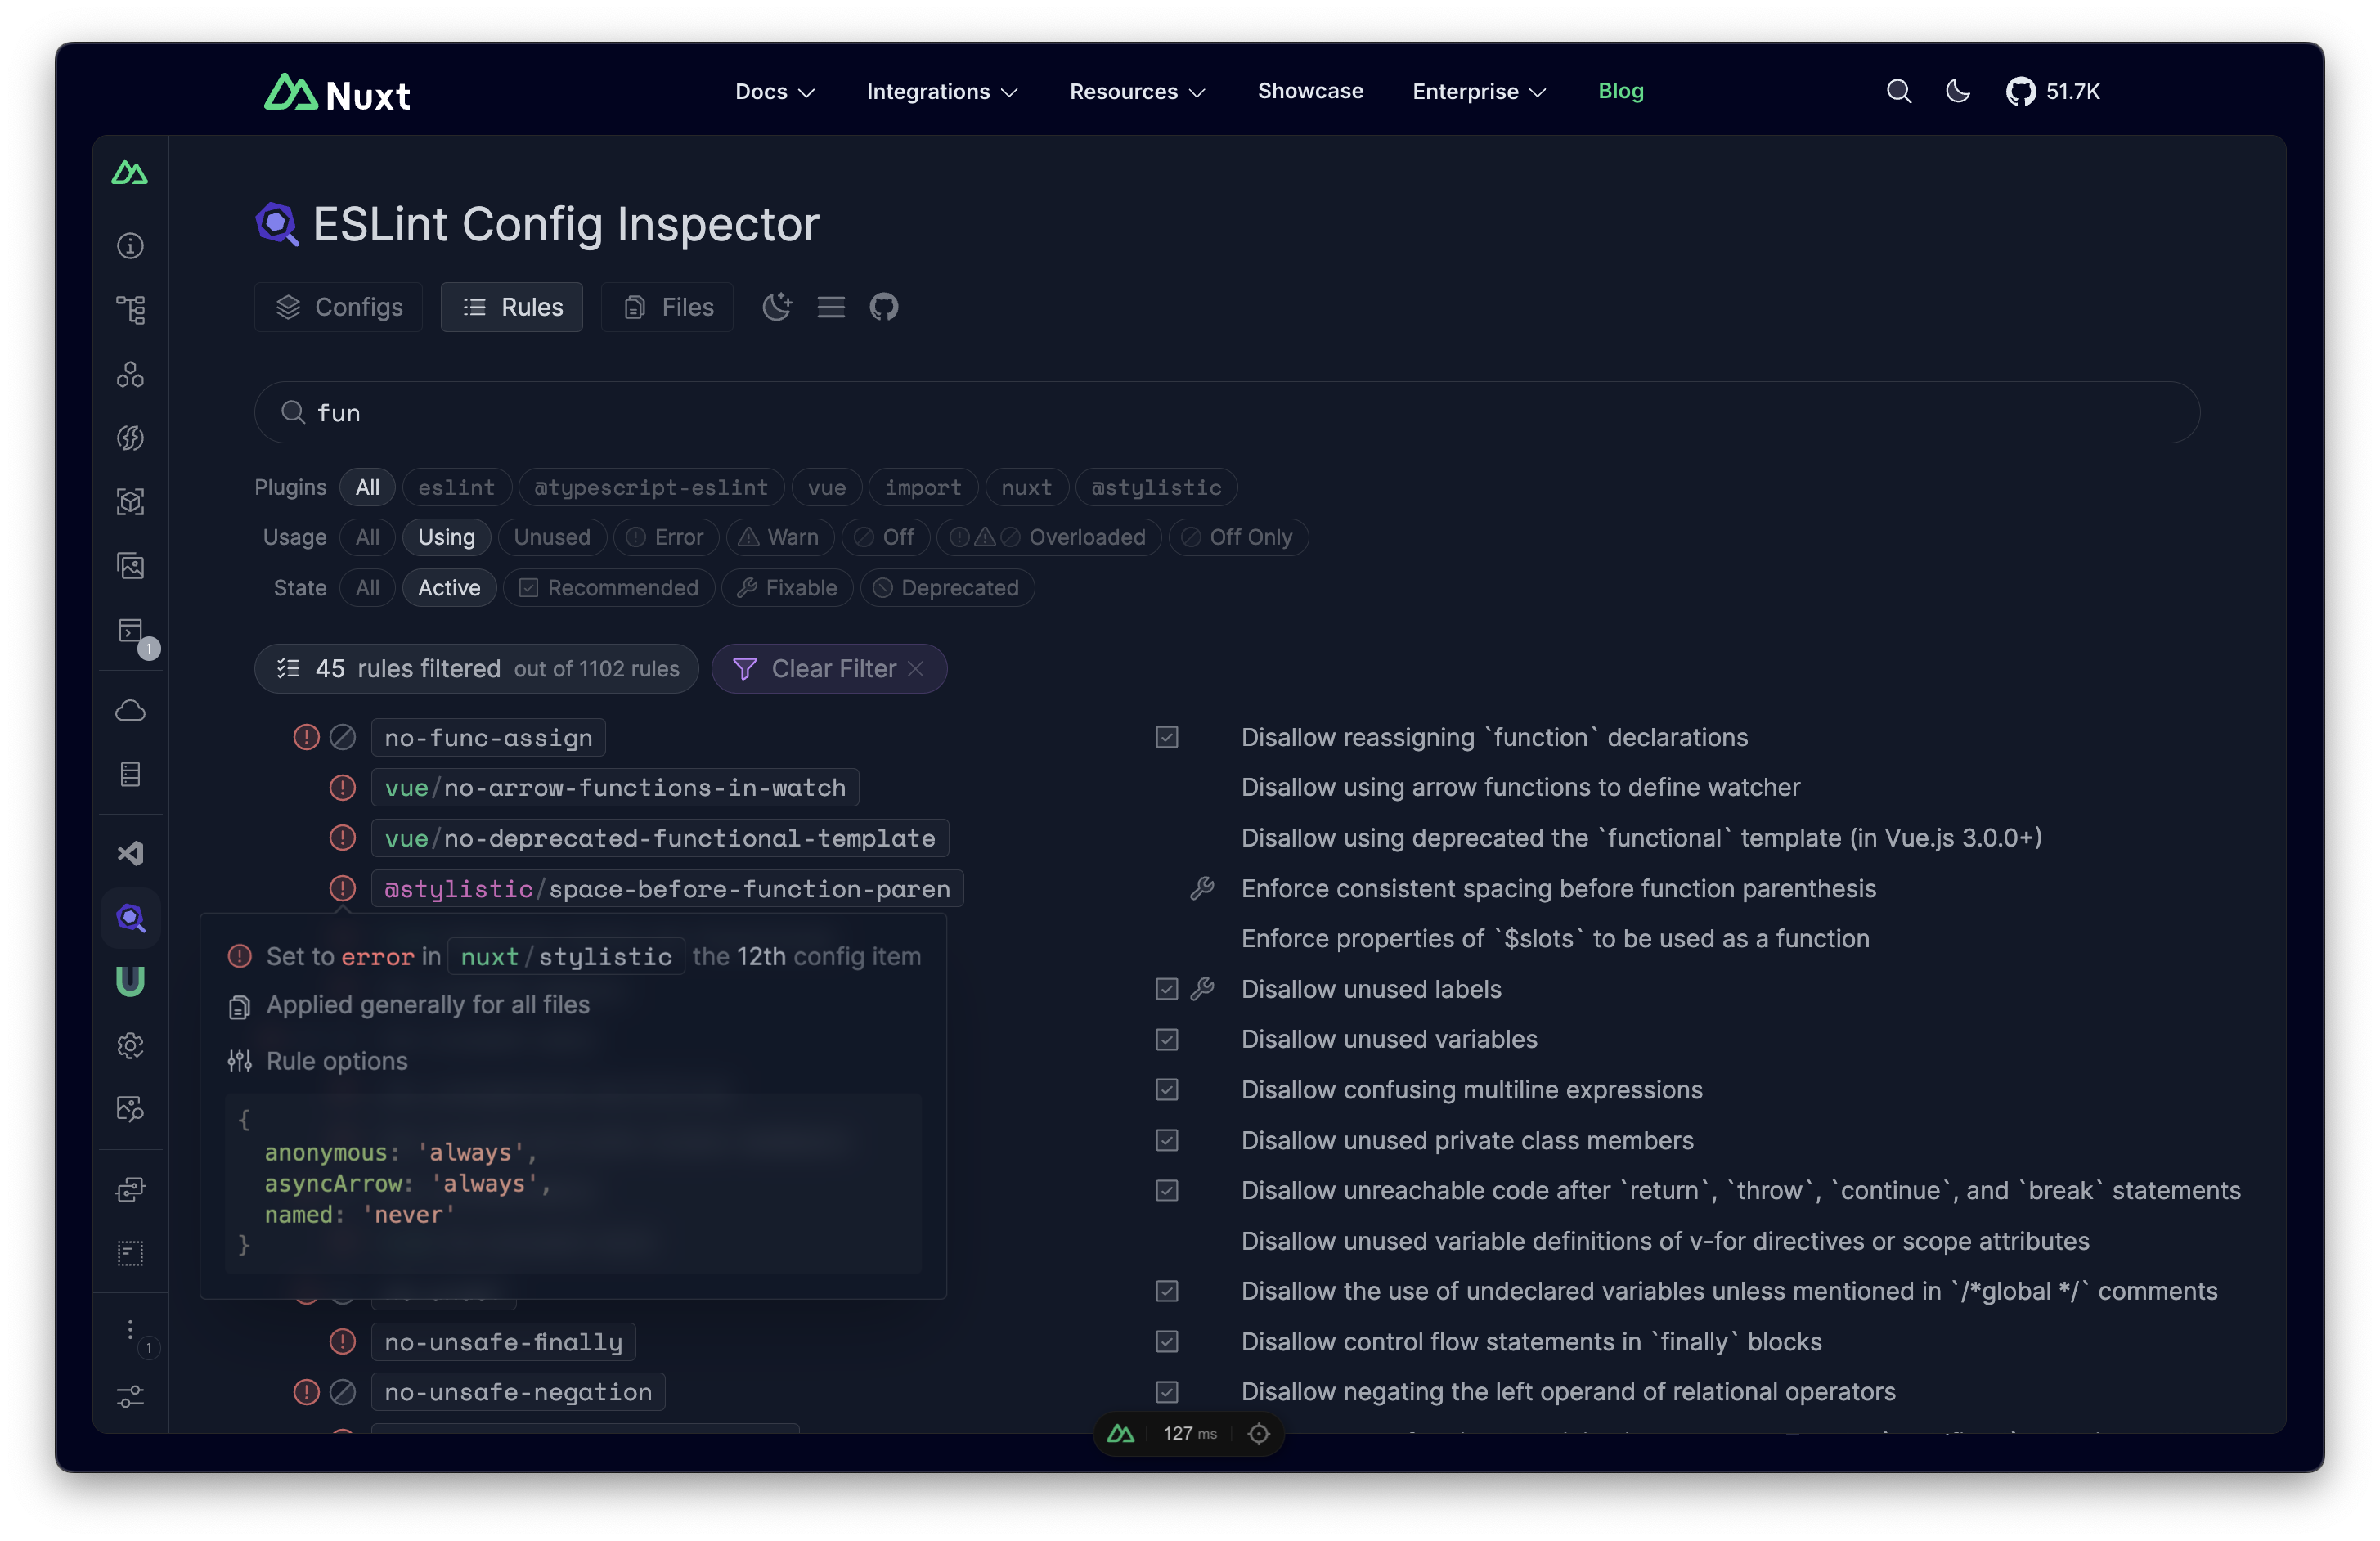 Nuxt Docs Integrations Resources Showcase Enterprise Blog 51.7K
ESLint Config Inspector
Configs Rules Files
fun
Plugins All eslint @typescript-eslint vue import nuxt @stylistic
Usage All Using Unused Error Warn Off Overloaded Off Only
State All Active Recommended Fixable Deprecated
1
45 rules filtered out of 1102 rules Clear Filter
no-func-assign Disallow reassigning `function` declarations
vue/no-arrow-functions-in-watch Disallow using arrow functions to define watcher
vue/no-deprecated-functional-template Disallow using deprecated the `functional` template (in Vue.js 3.0.0+)
@stylistic/space-before-function-paren Enforce consistent spacing before function parenthesis
Enforce properties of `$slots` to be used as a function
Set to error in nuxt/stylistic the 12th config item
Disallow unused labels
Applied generally for all files
Disallow unused variables
Rule options
Disallow confusing multiline expressions
{
Disallow unused private class members
anonymous: 'always',
asyncArrow: 'always',
Disallow unreachable code after `return`, `throw`, `continue`, and `break` statements
named: 'never'
}
Disallow unused variable definitions of v-for directives or scope attributes
Disallow the use of undeclared variables unless mentioned in `/*global */` comments
no-unsafe-finally Disallow control flow statements in `finally` blocks
1
no-unsafe-negation Disallow negating the left operand of relational operators
127 ms